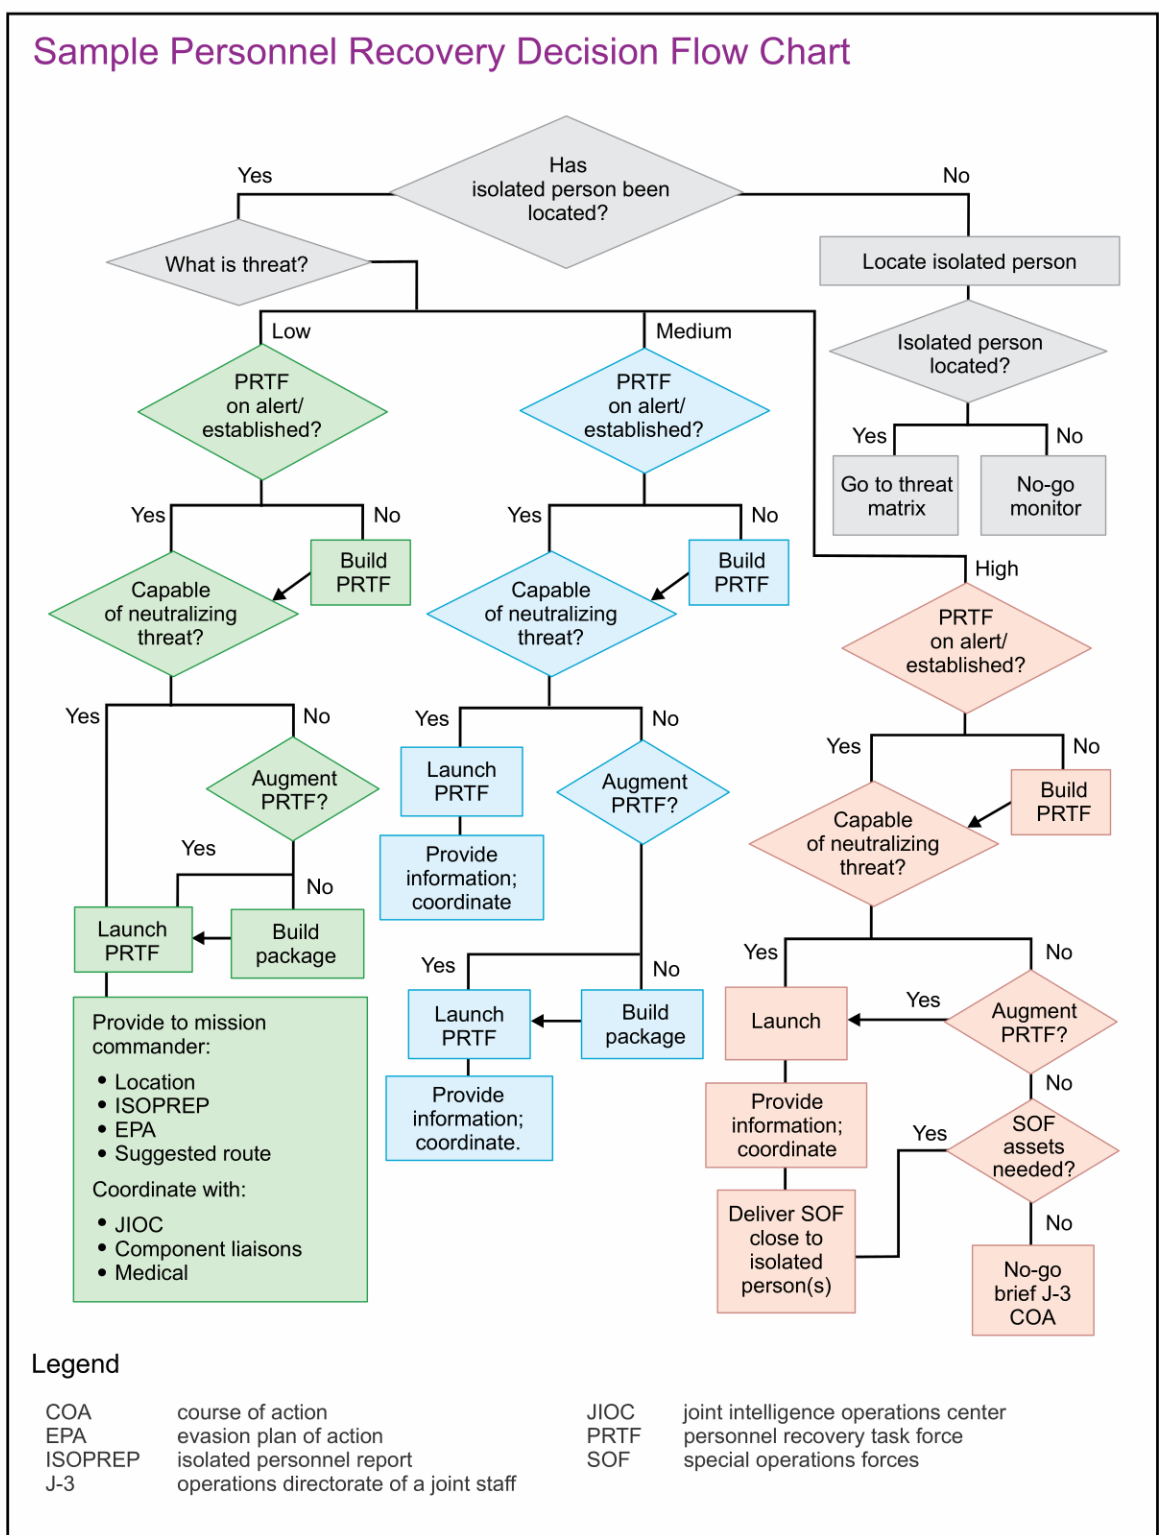 Sample Personnel Recovery Decision Flow Chart
Has
isolated person been
located?
Yes
No
What is threat?
Locate isolated person
Isolated person
located?
Yes
No
Go to threat
matrix
No-go
monitor
Low
PRTF
on alert/
established?
Yes
No
Build
PRTF
Capable
of neutralizing
threat?
Yes
No
Augment
PRTF?
Yes
No
Launch
PRTF
Build
package
Provide to mission
commander:
• Location
• ISOPREP
• EPA
• Suggested route
Coordinate with:
• JIOC
• Component liaisons
• Medical
Medium
PRTF
on alert/
established?
Yes
No
Build
PRTF
Capable
of neutralizing
threat?
Yes
No
Launch
PRTF
Augment
PRTF?
Provide
information;
coordinate
Yes
No
Launch
PRTF
Build
package
Provide
information;
coordinate.
High
PRTF
on alert/
established?
Yes
No
Build
PRTF
Capable
of neutralizing
threat?
Yes
No
Launch
Yes
Augment
PRTF?
No
Provide
information;
coordinate
Yes
SOF
assets
needed?
Deliver SOF
close to
isolated
person(s)
No
No-go
brief J-3
COA
Legend
COA course of action
EPA evasion plan of action
ISOPREP isolated personnel report
J-3 operations directorate of a joint staff
JIOC joint intelligence operations center
PRTF personnel recovery task force
SOF special operations forces